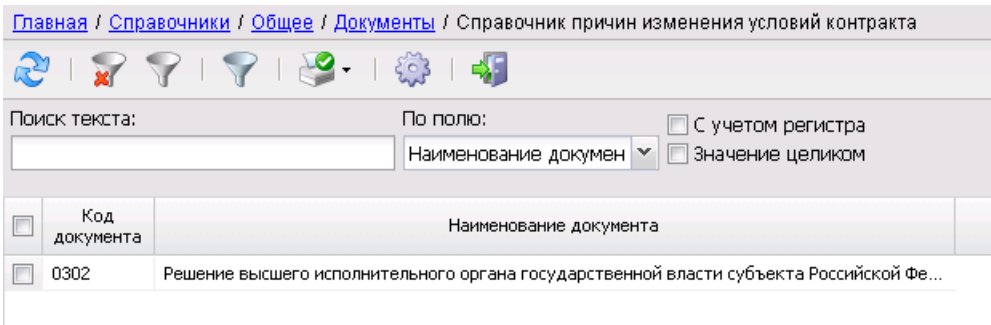 Главная / Справочники / Общее / Документы / Справочник причин изменения условий контракта
Поиск текста:
По полю:
С учетом регистра
Наименование докумен
Значение целиком
Код документа
Наименование документа
0302
Решение высшего исполнительного органа государственной власти субъекта Российской Фе...